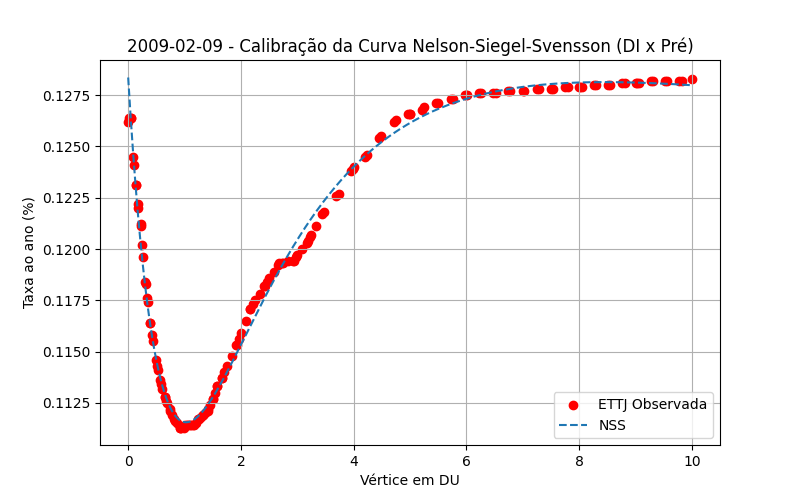 2009-02-09 - Calibração da Curva Nelson-Siegel-Svensson (DI x Pré)
Taxa ao ano (%)
0.1275
0.1250
0.1225
0.1200
0.1175
0.1150
0.1125
ETTJ Observada
NSS
0 2 4 6 8 10
Vértice em DU